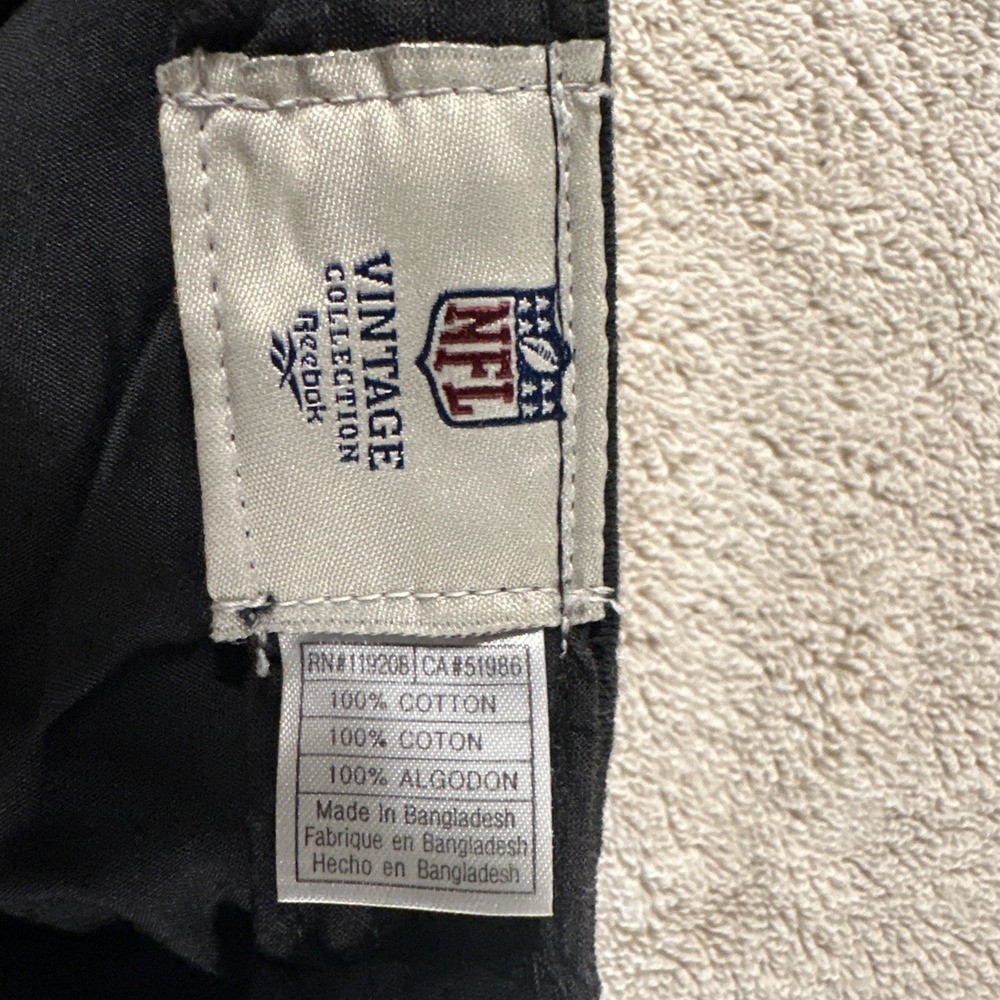 NFL
VINTAGE
COLLECTION
Reebok
RN#119208 CA#51986
100% COTTON
100% COTON
100% ALGODON
Made In Bangladesh
Fabrique en Bangladesh
Hecho en Bangladesh